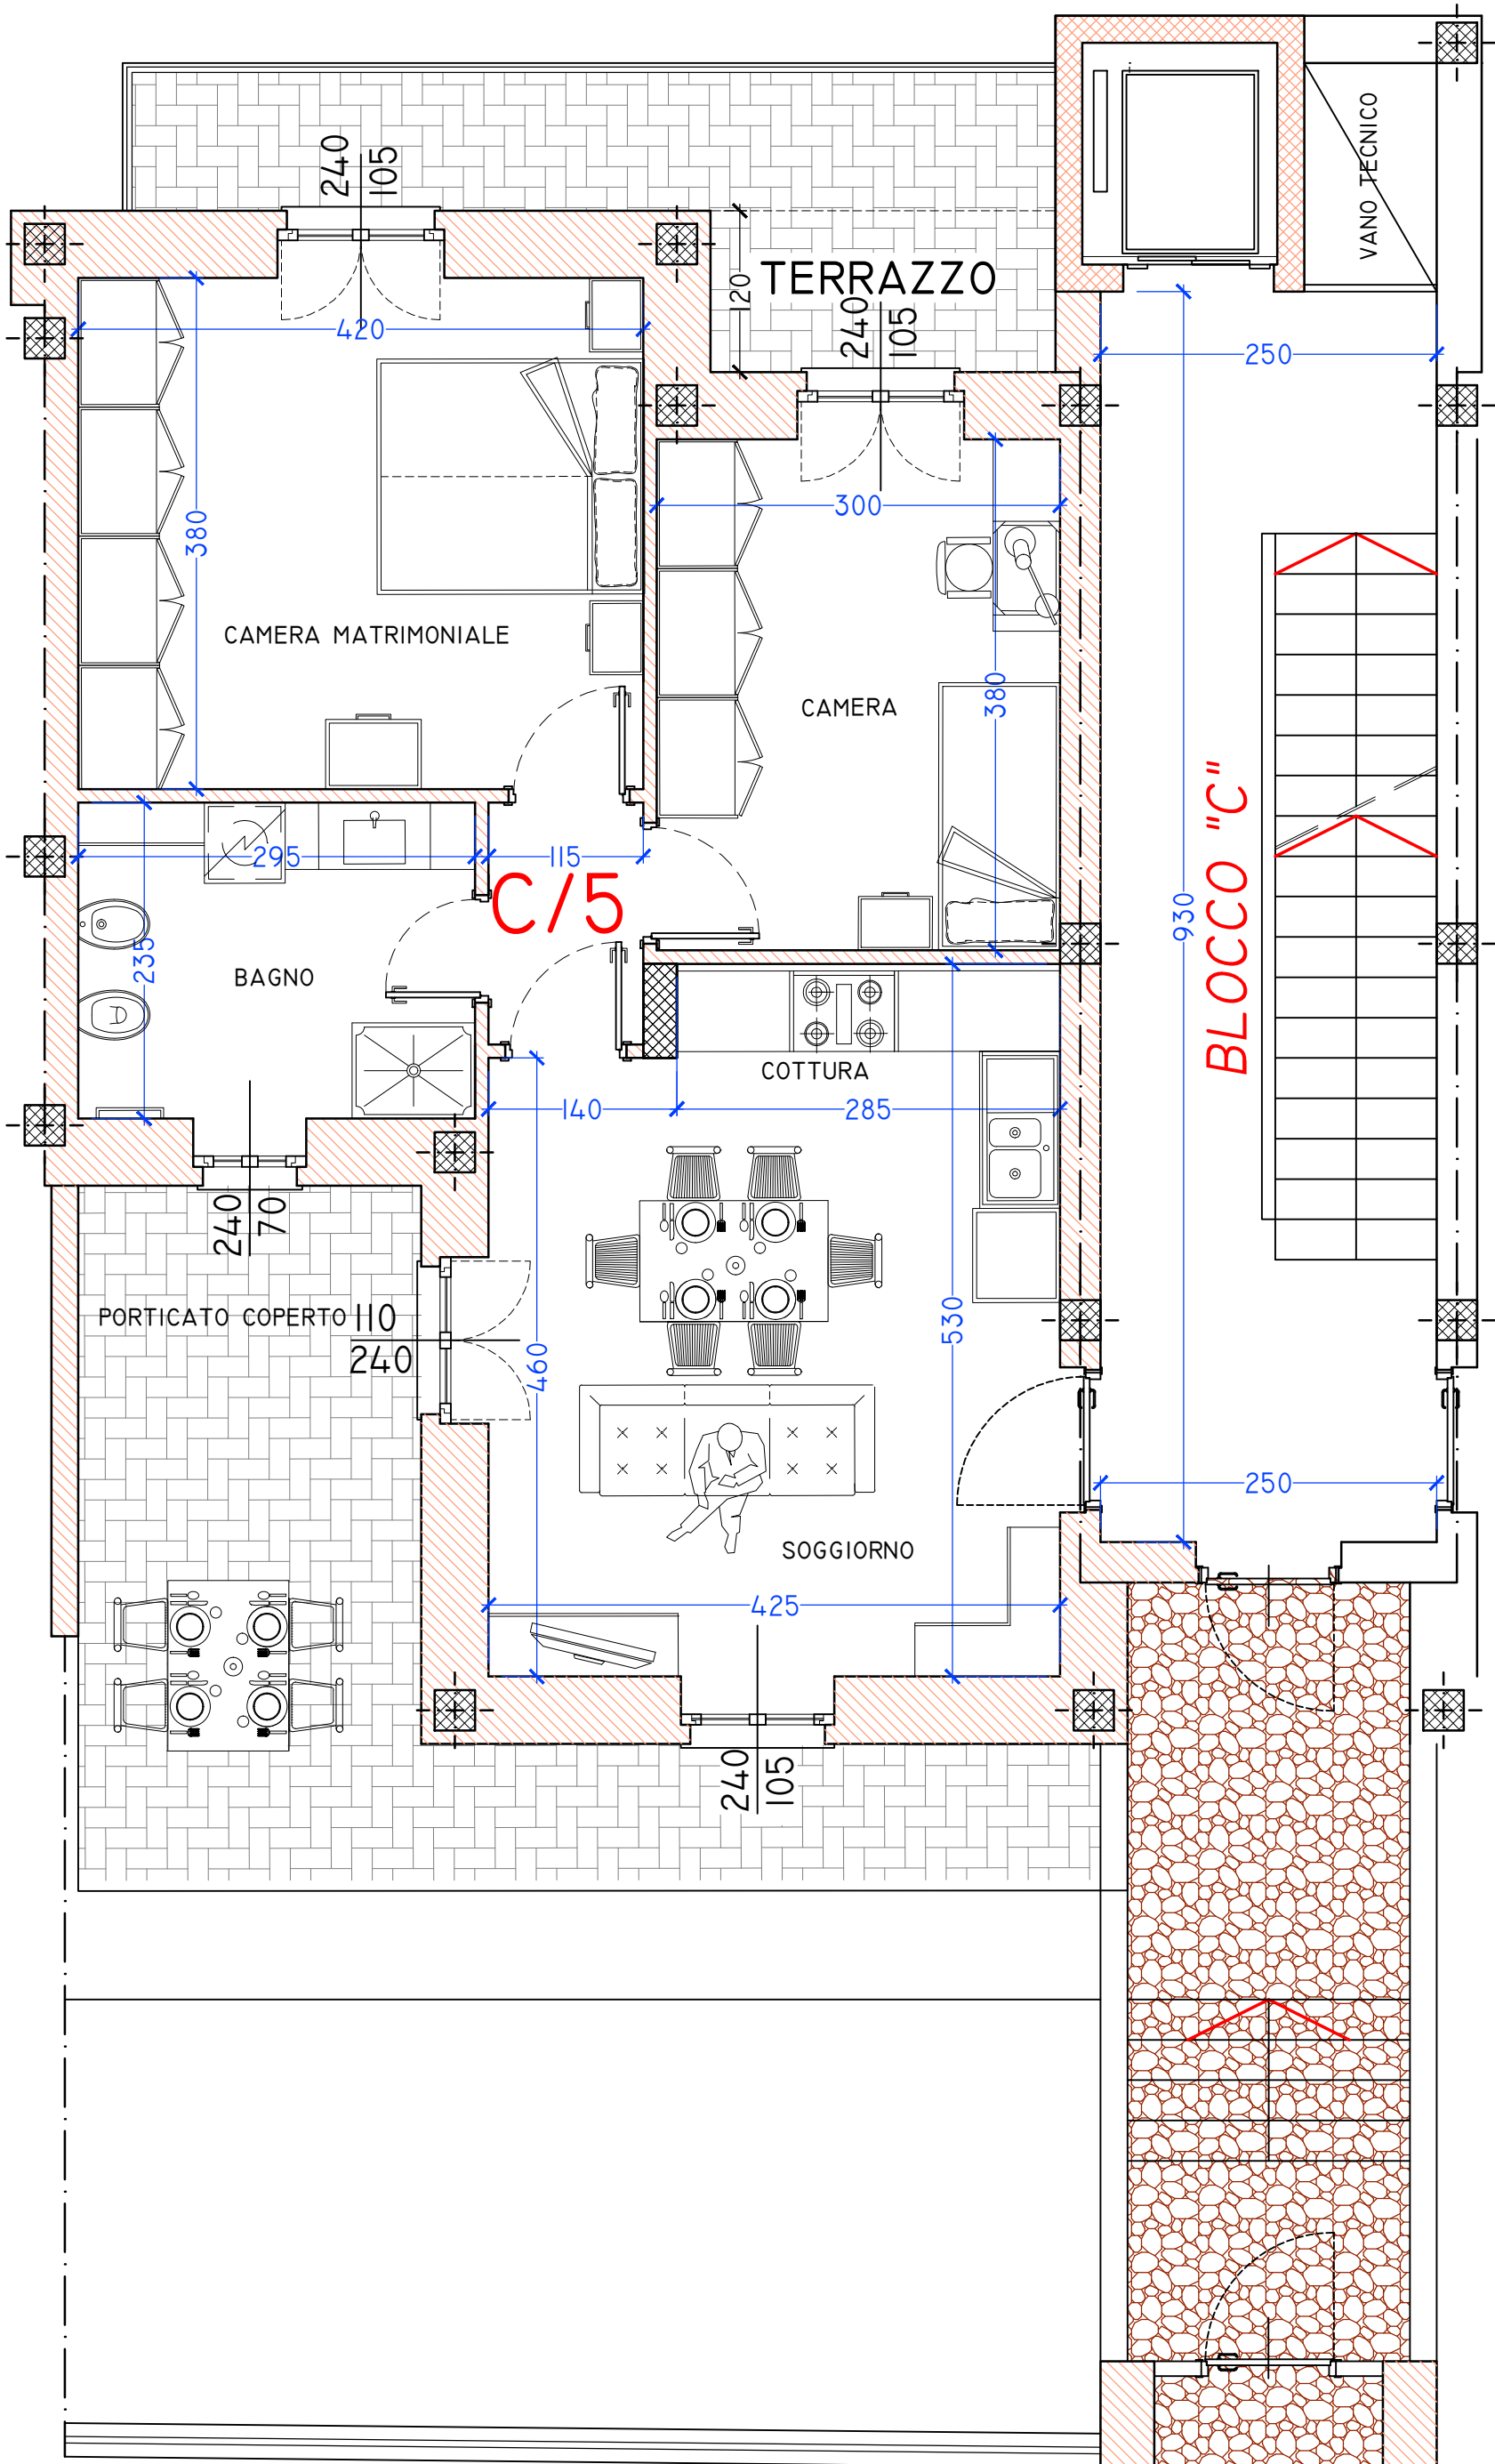 VANO TECNICO
240
105
TERRAZZO
120
240
105
420
250
300
380
CAMERA MATRIMONIALE
380
CAMERA
BLOCCO "C"
295
115
C/5
930
235
BAGNO
COTTURA
140
285
240
70
PORTICATO COPERTO
110
240
460
530
250
SOGGIORNO
425
240
105